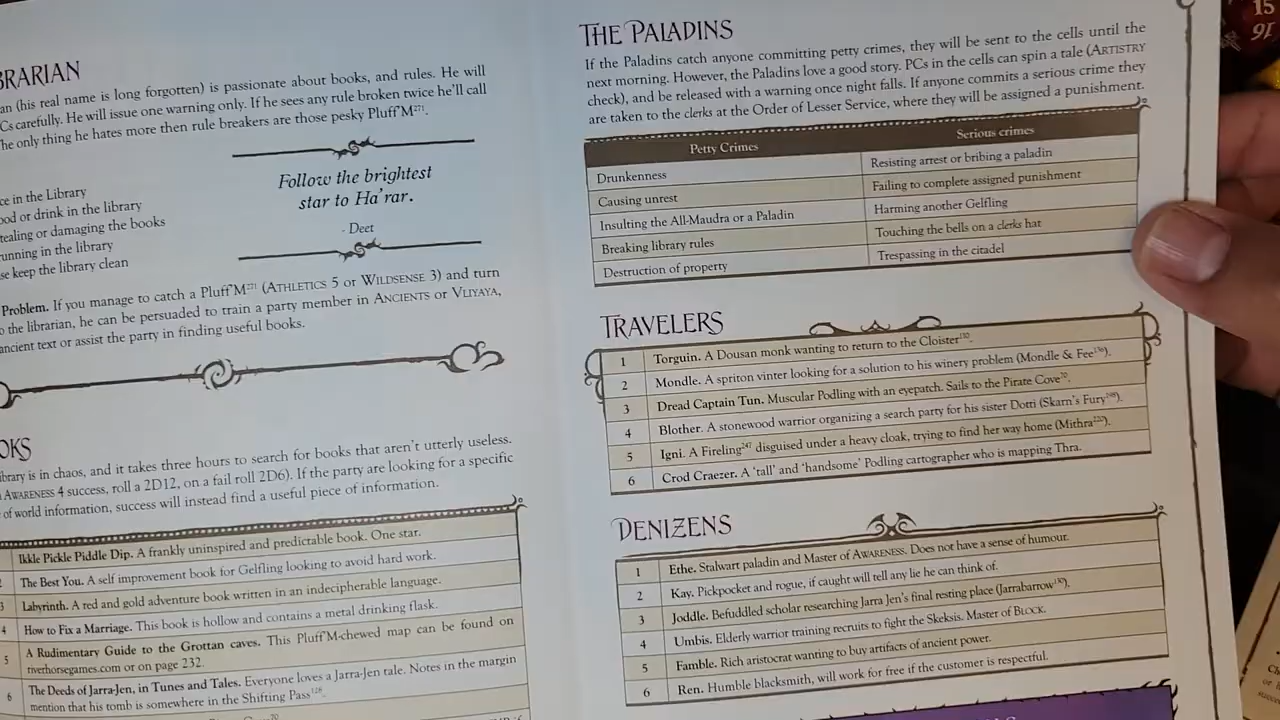 BRARIAN
an (his real name is long forgotten) is passionate about books, and rules. He will
Cs carefully. He will issue one warning only. If he sees any rule broken twice he'll call
he only thing he hates more then rule breakers are those pesky Pluff'M271.
ce in the Library
ood or drink in the library
tealing or damaging the books
unning in the library
se keep the library clean
Follow the brightest
star to Ha'rar.
- Deet
Problem. If you manage to catch a Pluff'M271 (ATHLETICS 5 or WILDSENSE 3) and turn
o the librarian, he can be persuaded to train a party member in ANCIENTS or VLIYAYA,
ancient text or assist the party in finding useful books.
OKS
ibrary is in chaos, and it takes three hours to search for books that aren't utterly useless.
AWARENESS 4 success, roll a 2D12, on a fail roll 2D6). If the party are looking for a specific
of world information, success will instead find a useful piece of information.
Ikkle Pickle Piddle Dip. A frankly uninspired and predictable book. One star.
The Best You. A self improvement book for Gelfling looking to avoid hard work.
3 Labyrinth. A red and gold adventure book written in an indecipherable language.
4 How to Fix a Marriage. This book is hollow and contains a metal drinking flask.
5 A Rudimentary Guide to the Grottan caves. This Pluff'M-chewed map can be found on
riverhorsegames.com or on page 232.
6 The Deeds of Jarra-Jen, in Tunes and Tales. Everyone loves a Jarra-Jen tale. Notes in the margin
mention that his tomb is somewhere in the Shifting Pass128.
THE PALADINS
If the Paladins catch anyone committing petty crimes, they will be sent to the cells until the
next morning. However, the Paladins love a good story. PCs in the cells can spin a tale (ARTISTRY
check), and be released with a warning once night falls. If anyone commits a serious crime they
are taken to the clerks at the Order of Lesser Service, where they will be assigned a punishment.
Petty Crimes Serious crimes
Drunkenness Resisting arrest or bribing a paladin
Causing unrest Failing to complete assigned punishment
Insulting the All-Maudra or a Paladin Harming another Gelfling
Breaking library rules Touching the bells on a clerks hat
Destruction of property Trespassing in the citadel
TRAVELERS
1 Torguin. A Dousan monk wanting to return to the Cloister.
2 Mondle. A spriton vinter looking for a solution to his winery problem (Mondle & Fee).
3 Dread Captain Tun. Muscular Podling with an eyepatch. Sails to the Pirate Cove70.
4 Blother. A stonewood warrior organizing a search party for his sister Dotti (Skarn's Fury).
5 Igni. A Fireling247 disguised under a heavy cloak, trying to find her way home (Mithra).
6 Crod Craezer. A 'tall' and 'handsome' Podling cartographer who is mapping Thra.
DENIZENS
1 Ethe. Stalwart paladin and Master of AWARENESS. Does not have a sense of humour.
2 Kay. Pickpocket and rogue, if caught will tell any lie he can think of.
3 Joddle. Befuddled scholar researching Jarra Jen's final resting place (Jarrabarrow).
4 Umbis. Elderly warrior training recruits to fight the Skeksis. Master of BLOCK.
5 Famble. Rich aristocrat wanting to buy artifacts of ancient power.
6 Ren. Humble blacksmith, will work for free if the customer is respectful.
15